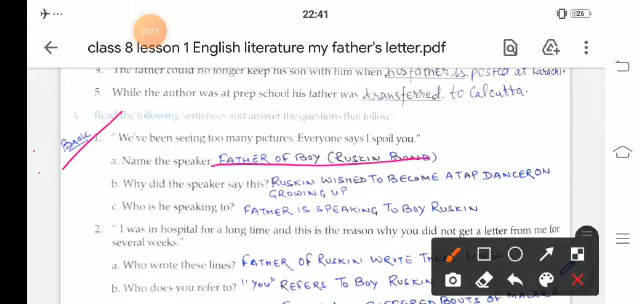 22:41
26
03:11
class 8 lesson 1 English literature my father's letter.pdf
4. The father could no longer keep his son with him when his father is posted at Karachi.
5. While the author was at prep school his father was transferred to Calcutta.
C. Read the following sentences and answer the questions that follow
Book
1. "We've been seeing too many pictures. Everyone says I spoil you."
a. Name the speaker. FATHER OF BOY (RUSKIN BOND)
b. Why did the speaker say this? RUSKIN WISHED TO BECOME A TAP DANCER ON
GROWING UP
c. Who is he speaking to? FATHER IS SPEAKING TO BOY RUSKIN
2. "I was in hospital for a long time and this is the reason why you did not get a letter from me for
several weeks."
a. Who wrote these lines? FATHER OF RUSKIN WRITE
b. Who does you refer to? "YOU" REFERS TO BOY RUSKIN
BOUTS OF